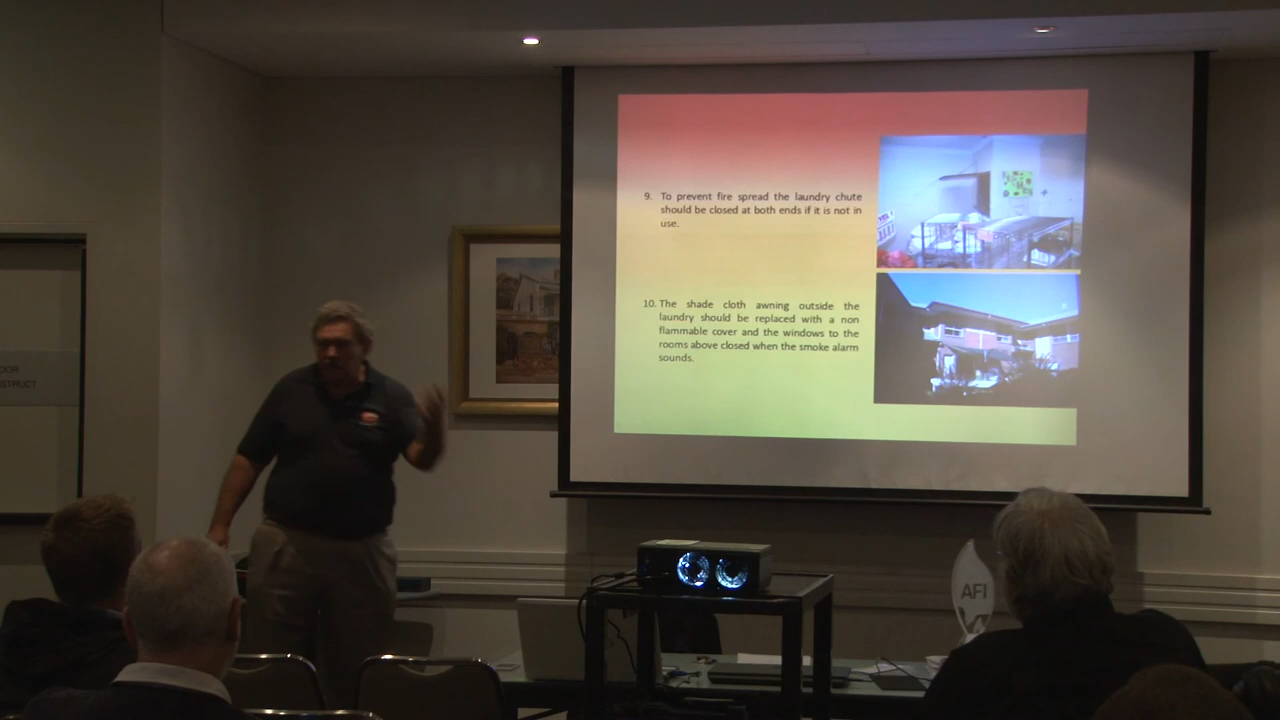 9. To prevent fire spread the laundry chute
should be closed at both ends if it is not in
use.
10. The shade cloth awning outside the
laundry should be replaced with a non
flammable cover and the windows to the
rooms above closed when the smoke alarm
sounds.
OOR
STRUCT
AFI